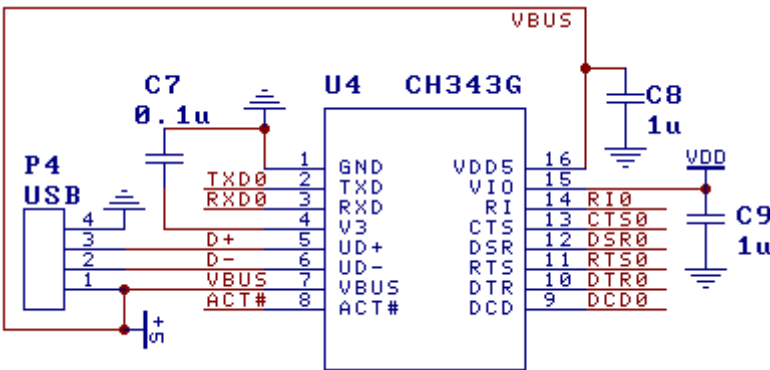 VBUS
C7
0.1u
U4 CH343G
C8
1u
P4
USB
4
3
2
1
TXD0
RXD0
D+
D-
VBUS
ACT#
+5
1 GND VDD5 16
2 TXD VIO 15
3 RXD RI 14 RI0
4 V3 CTS 13 CTS0
5 UD+ DSR 12 DSR0
6 UD- RTS 11 RTS0
7 VBUS DTR 10 DTR0
8 ACT# DCD 9 DCD0
VDD
C9
1u